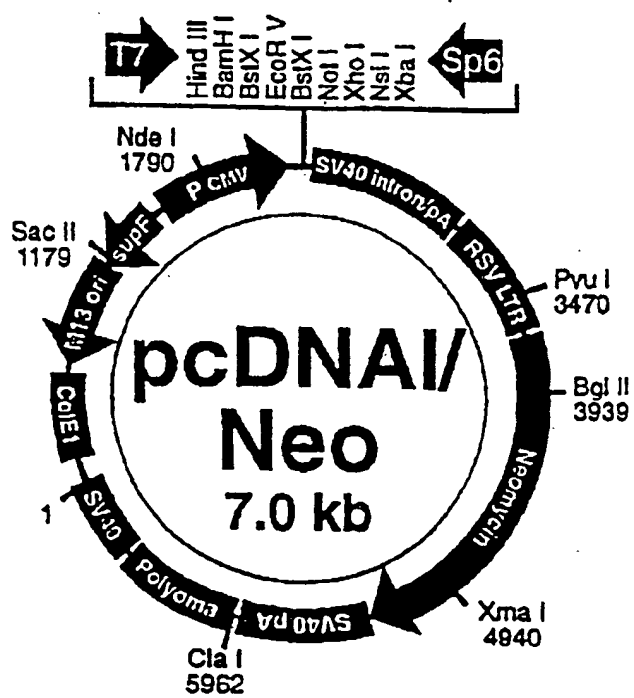 T7
Hind III
BamH I
BstX I
EcoR V
BstX I
Not I
Xho I
Nsi I
Xba I
Sp6
Nde I
1790
P CMV
SV40 intron/pA
supF
Sac II
1179
RSV LTR
Pvu I
3470
M13 ori
pcDNAI/
Neo
7.0 kb
Bgl II
3939
ColE1
Neomycin
1
SV40
Polyoma
SV40 pA
Xma I
4940
Cla I
5962